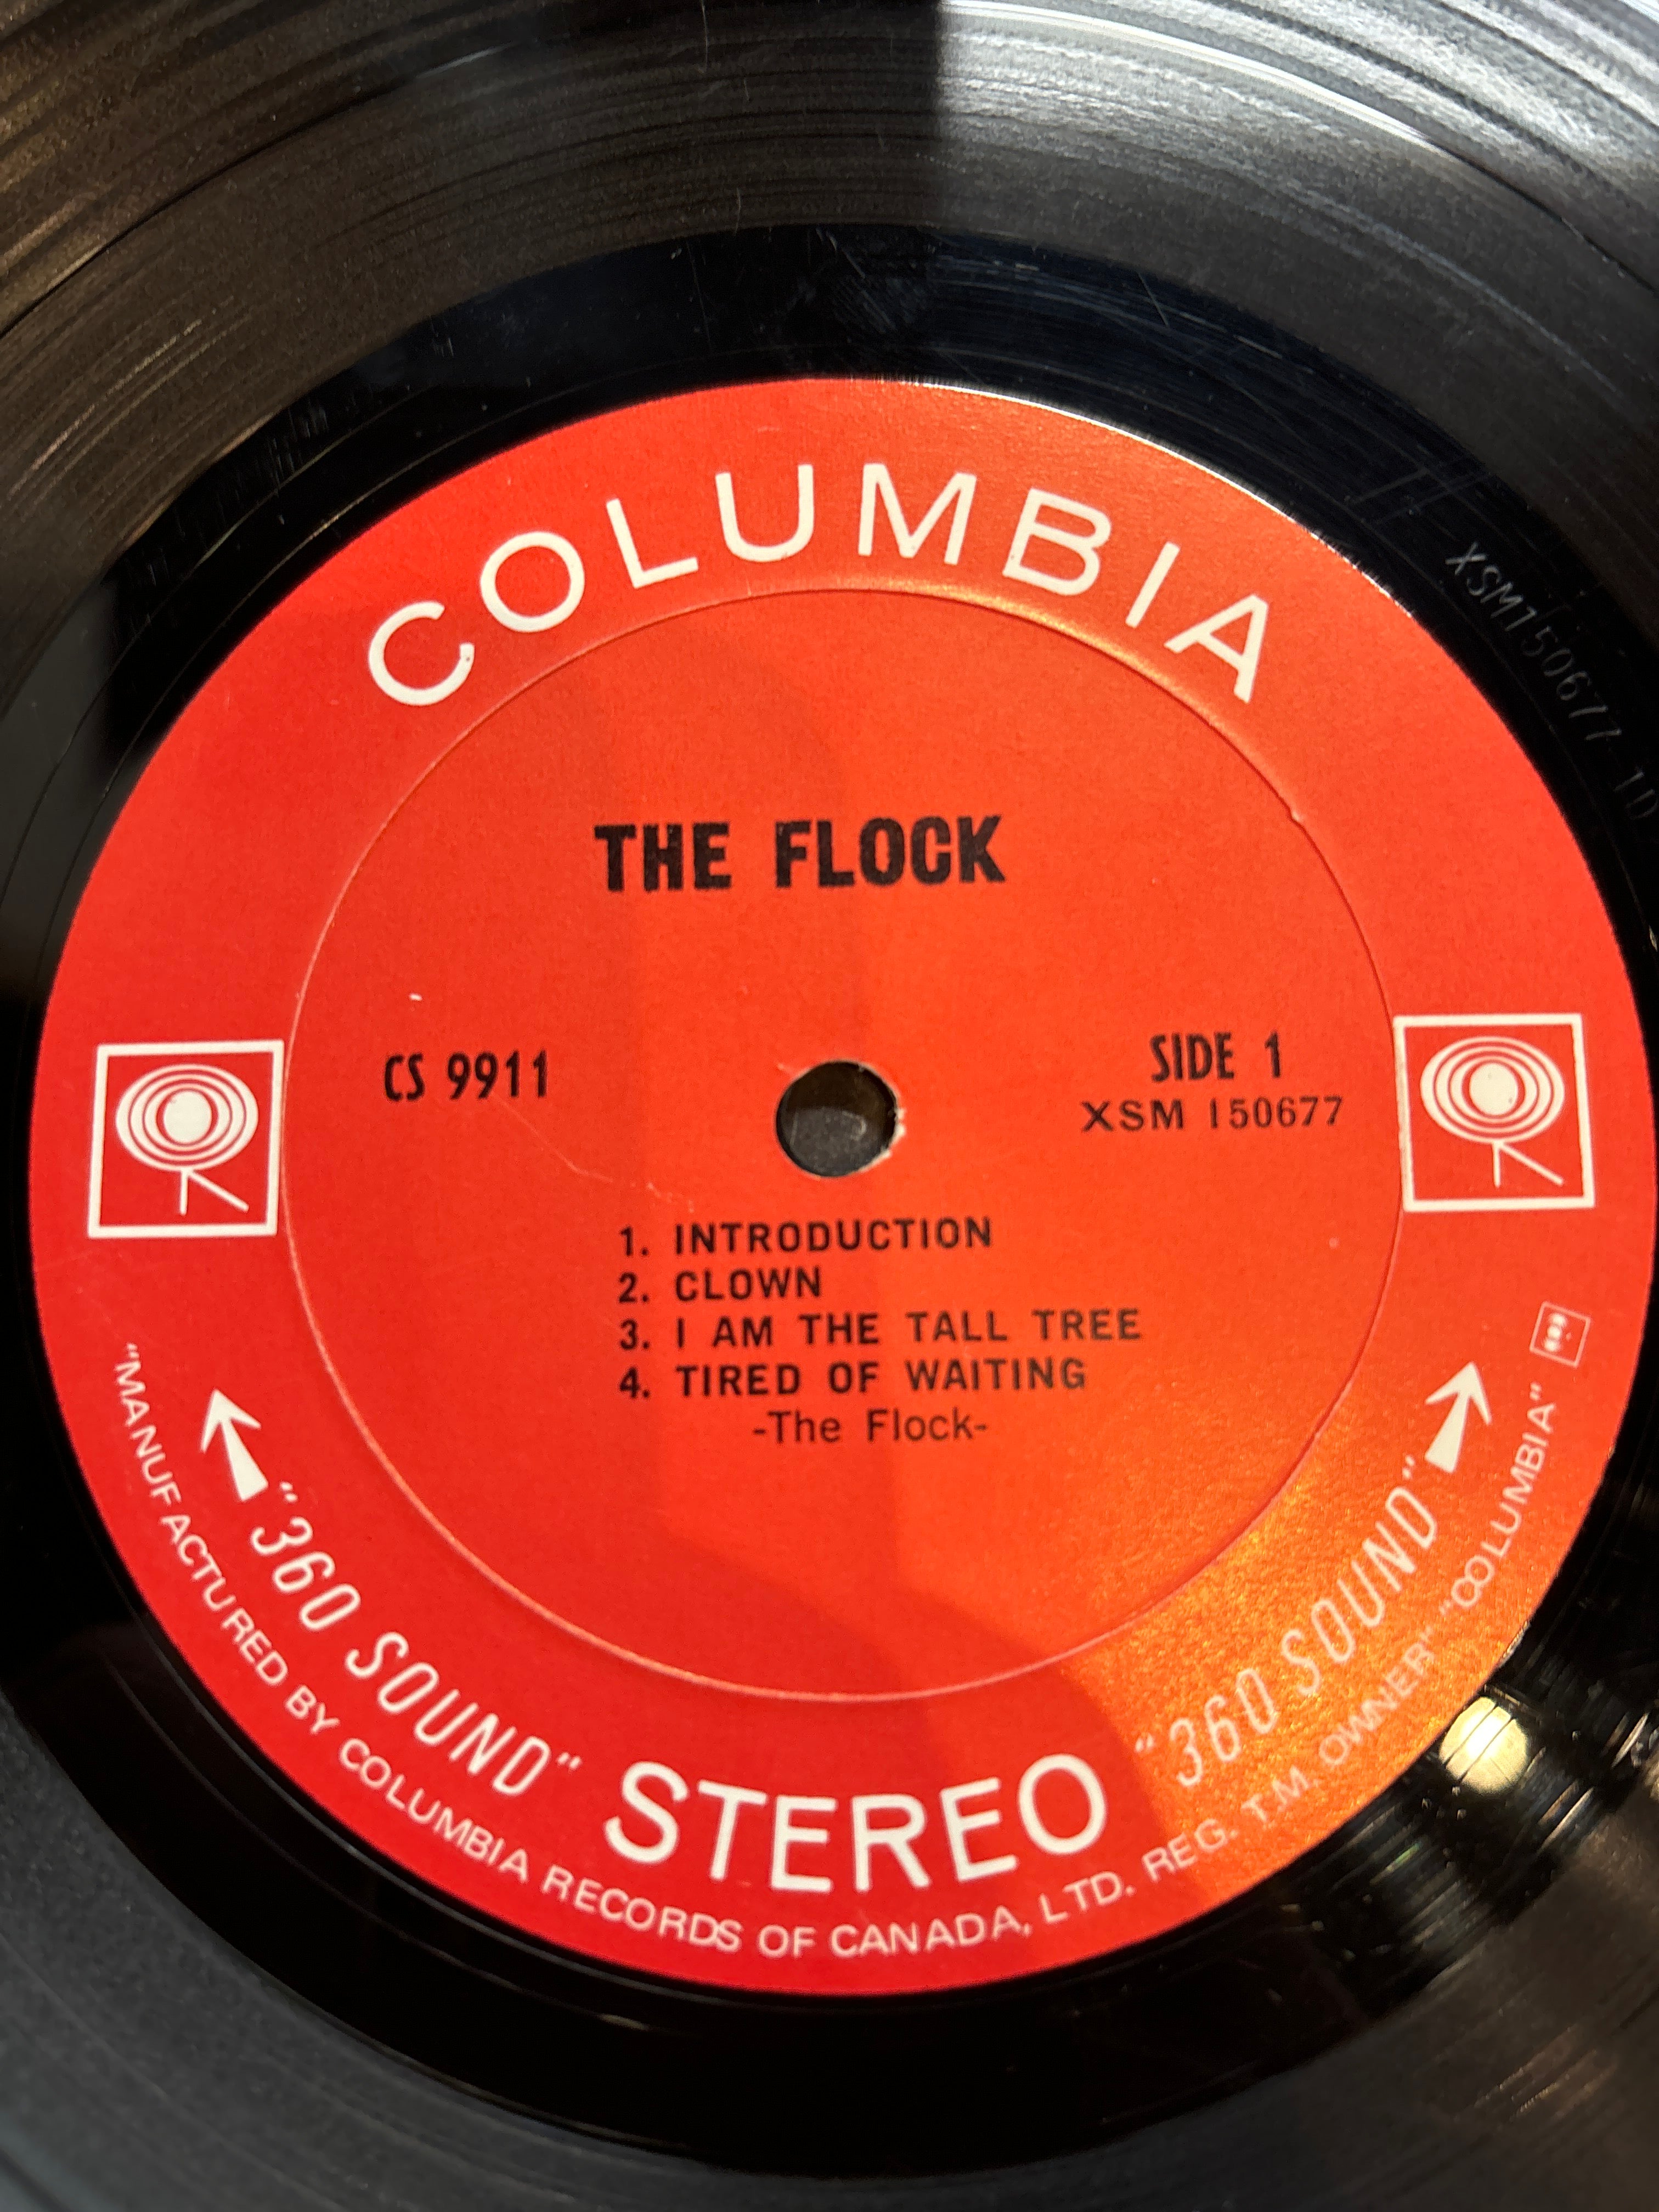 COLUMBIA
XSM150677 1D
THE FLOCK
CS 9911
SIDE 1
XSM 150677
1. INTRODUCTION
2. CLOWN
3. I AM THE TALL TREE
4. TIRED OF WAITING
-The Flock-
"360 SOUND" STEREO "360 SOUND"
"MANUFACTURED BY COLUMBIA RECORDS OF CANADA, LTD. REG. T.M. OWNER" "COLUMBIA"